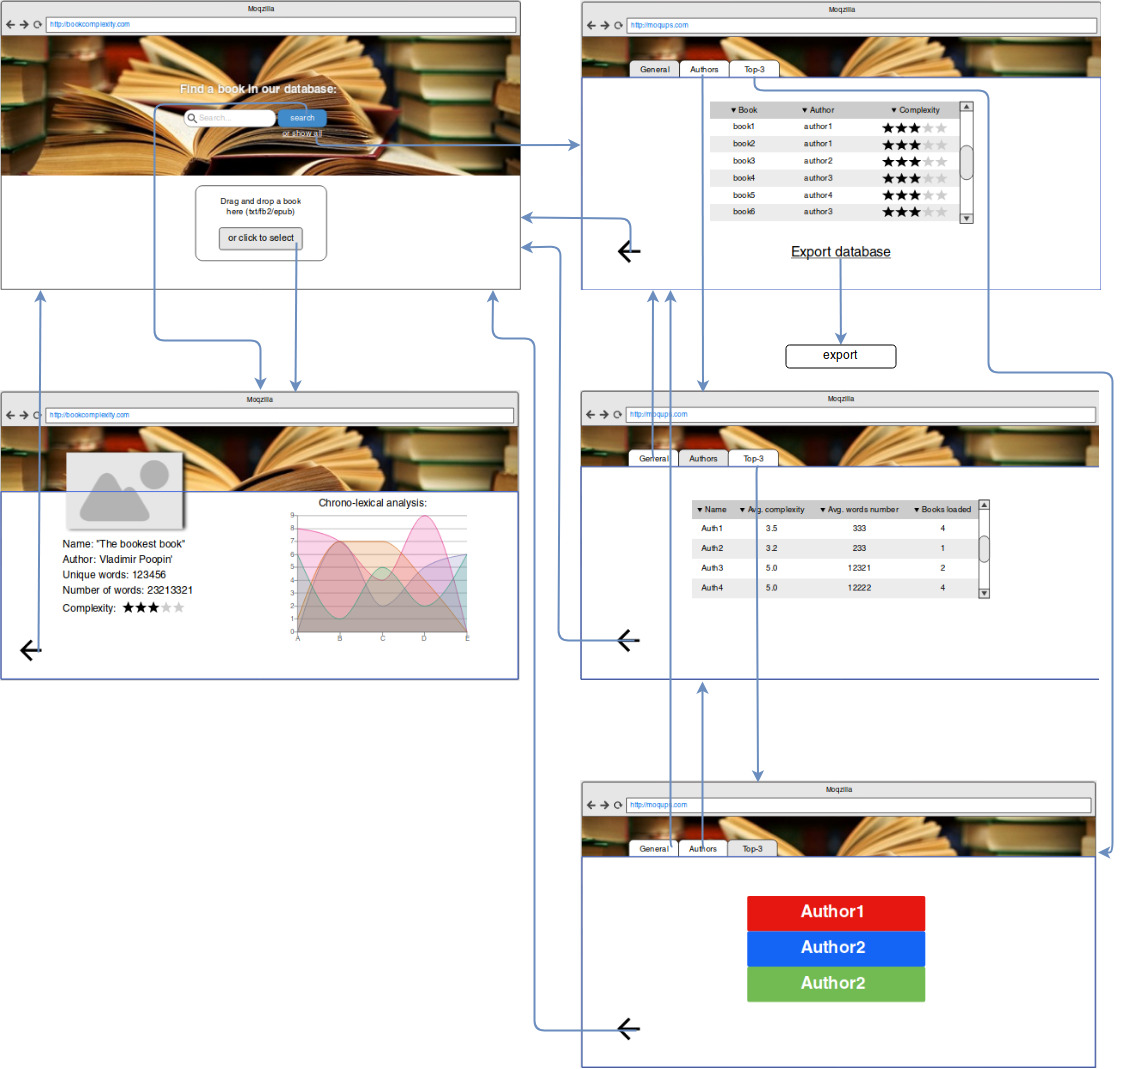 Moqzilla
http://bookcomplexity.com
Find a book in our database:
Search...
search
or show all
Drag and drop a book
here (txt/fb2/epub)
or click to select
Moqzilla
http://moqups.com
General Authors Top-3
▼ Book ▼ Author ▼ Complexity
book1 author1
book2 author1
book3 author2
book4 author3
book5 author4
book6 author3
Export database
export
Moqzilla
http://bookcomplexity.com
Name: "The bookest book"
Author: Vladimir Poopin'
Unique words: 123456
Number of words: 23213321
Complexity:
Chrono-lexical analysis:
9
8
7
6
5
4
3
2
1
0
A B C D E
Moqzilla
http://moqups.com
General Authors Top-3
▼ Name ▼ Avg. complexity ▼ Avg. words number ▼ Books loaded
Auth1 3.5 333 4
Auth2 3.2 233 1
Auth3 5.0 12321 2
Auth4 5.0 12222 4
Moqzilla
http://moqups.com
General Authors Top-3
Author1
Author2
Author2